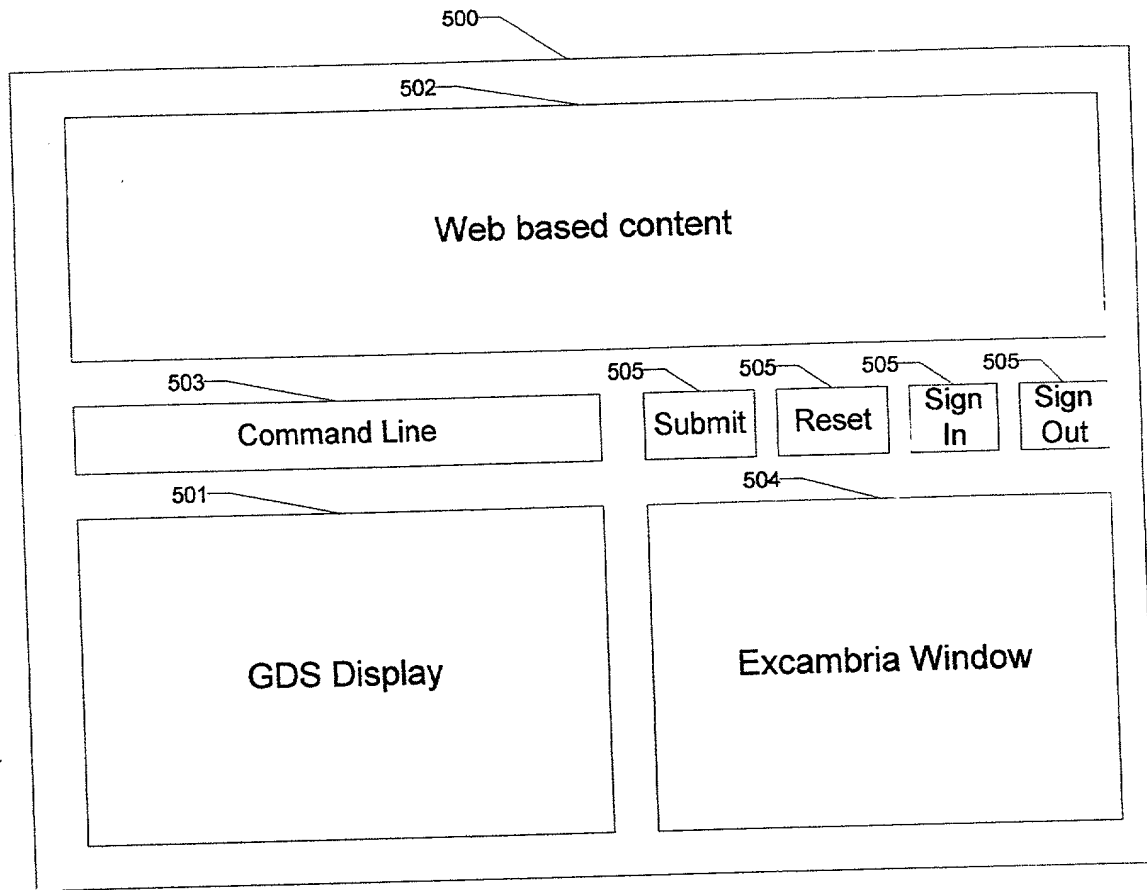 500
502
Web based content
503
505
505
505
505
Command Line
Submit
Reset
Sign
In
Sign
Out
501
504
GDS Display
Excambria Window